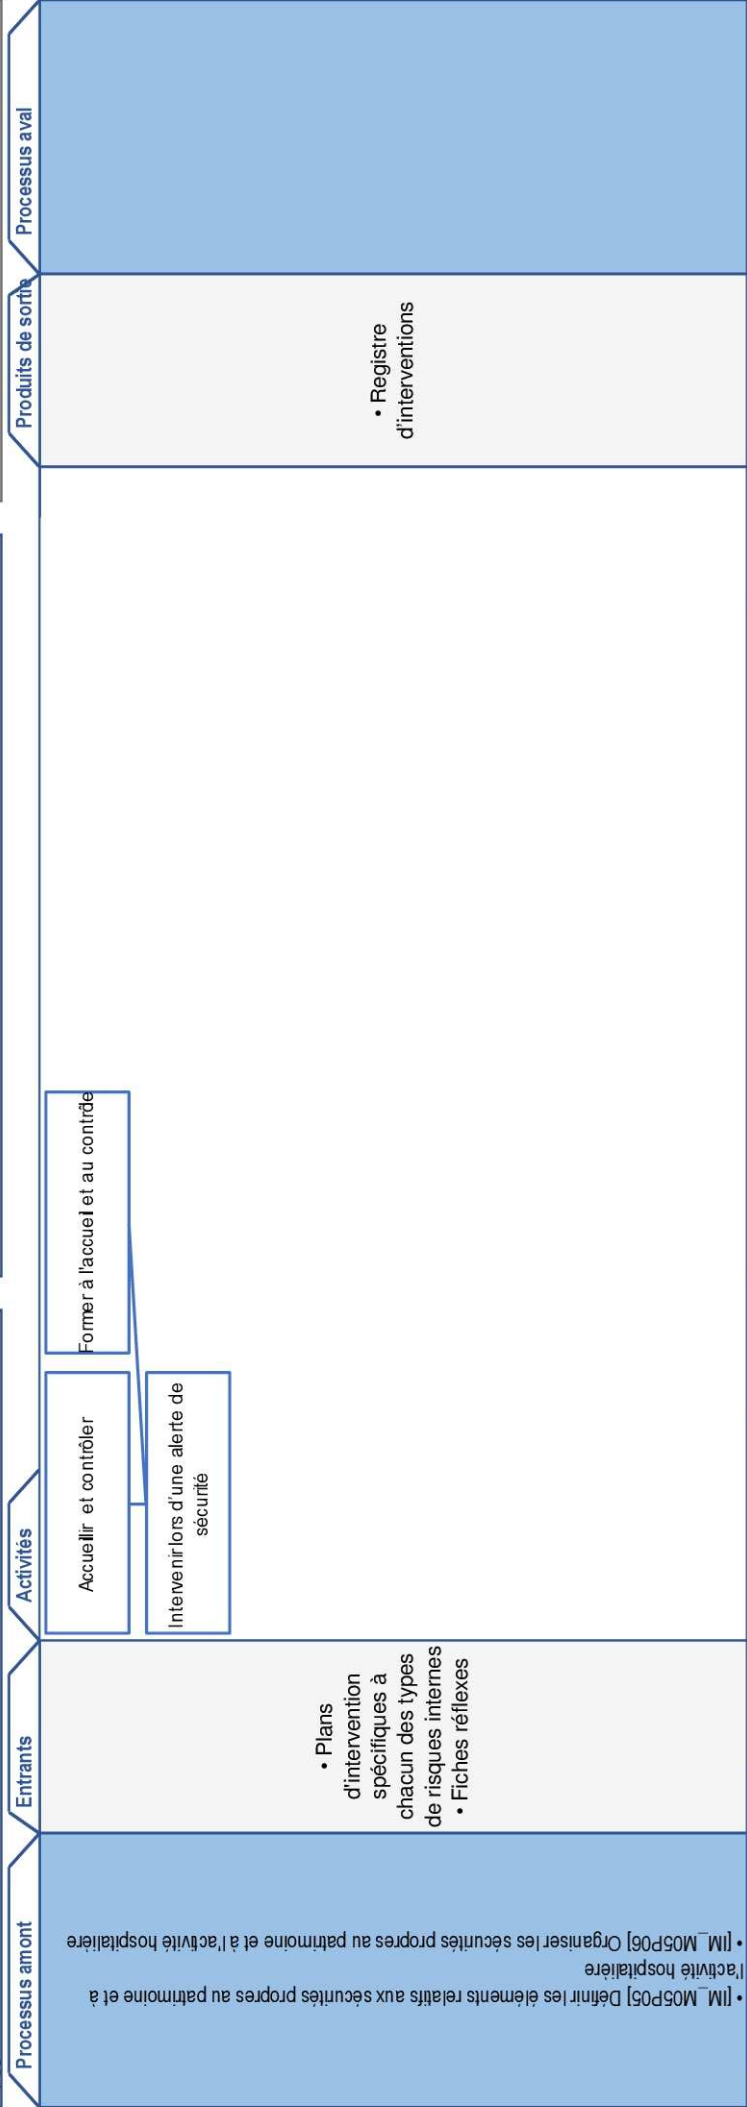 Processus amont
Entrants
Activités
Produits de sortie
Processus aval
• [IM_M05P05] Définir les éléments relatifs aux sécurités propres au patrimoine et à
l'activité hospitalière
• [IM_M05P06] Organiser les sécurités propres au patrimoine et à l'activité hospitalière
• Plans
d'intervention
spécifiques à
chacun des types
de risques internes
• Fiches réflexes
Accueillir et contrôler
Former à l'accueil et au contrôle
Intervenir lors d'une alerte de
sécurité
• Registre
d'interventions